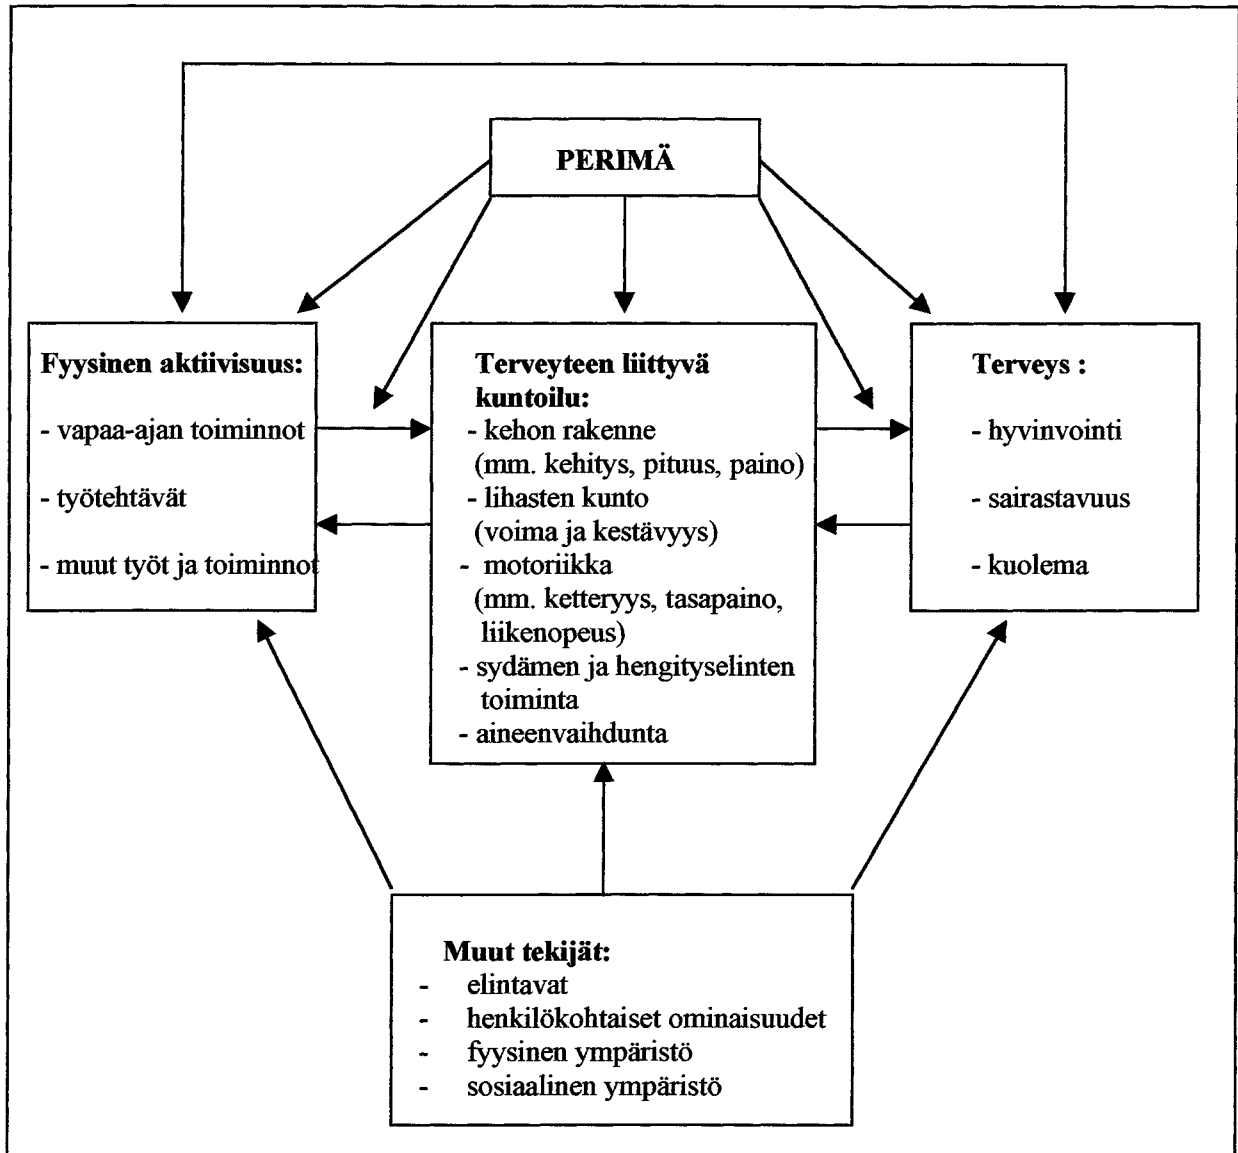 PERIMÄ
Fyysinen aktiivisuus:
- vapaa-ajan toiminnot
- työtehtävät
- muut työt ja toiminnot
Terveyteen liittyvä
kuntoilu:
- kehon rakenne
(mm. kehitys, pituus, paino)
- lihasten kunto
(voima ja kestävyys)
- motoriikka
(mm. ketteryys, tasapaino,
liikenopeus)
- sydämen ja hengityselinten
toiminta
- aineenvaihdunta
Terveys :
- hyvinvointi
- sairastavuus
- kuolema
Muut tekijät:
- elintavat
- henkilökohtaiset ominaisuudet
- fyysinen ympäristö
- sosiaalinen ympäristö